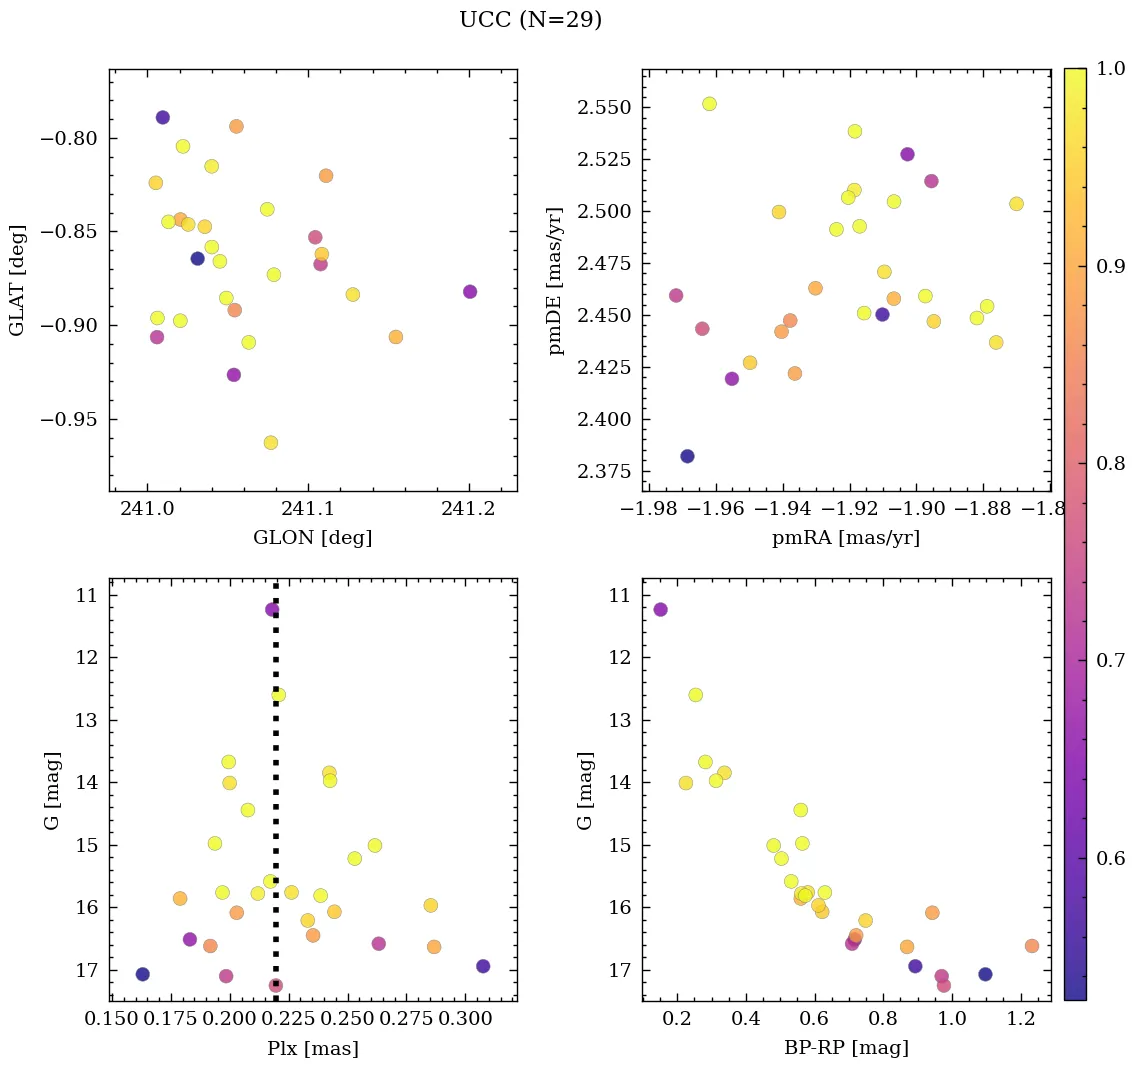 UCC (N=29)
−0.80
−0.85
−0.90
−0.95
GLAT [deg]
241.0 241.1 241.2
GLON [deg]
2.550
2.525
2.500
2.475
2.450
2.425
2.400
2.375
pmDE [mas/yr]
−1.98 −1.96 −1.94 −1.92 −1.90 −1.88 −1.8
pmRA [mas/yr]
11
12
13
14
15
16
17
G [mag]
0.150 0.175 0.200 0.225 0.250 0.275 0.300
Plx [mas]
11
12
13
14
15
16
17
G [mag]
0.2 0.4 0.6 0.8 1.0 1.2
BP-RP [mag]
1.0
0.9
0.8
0.7
0.6